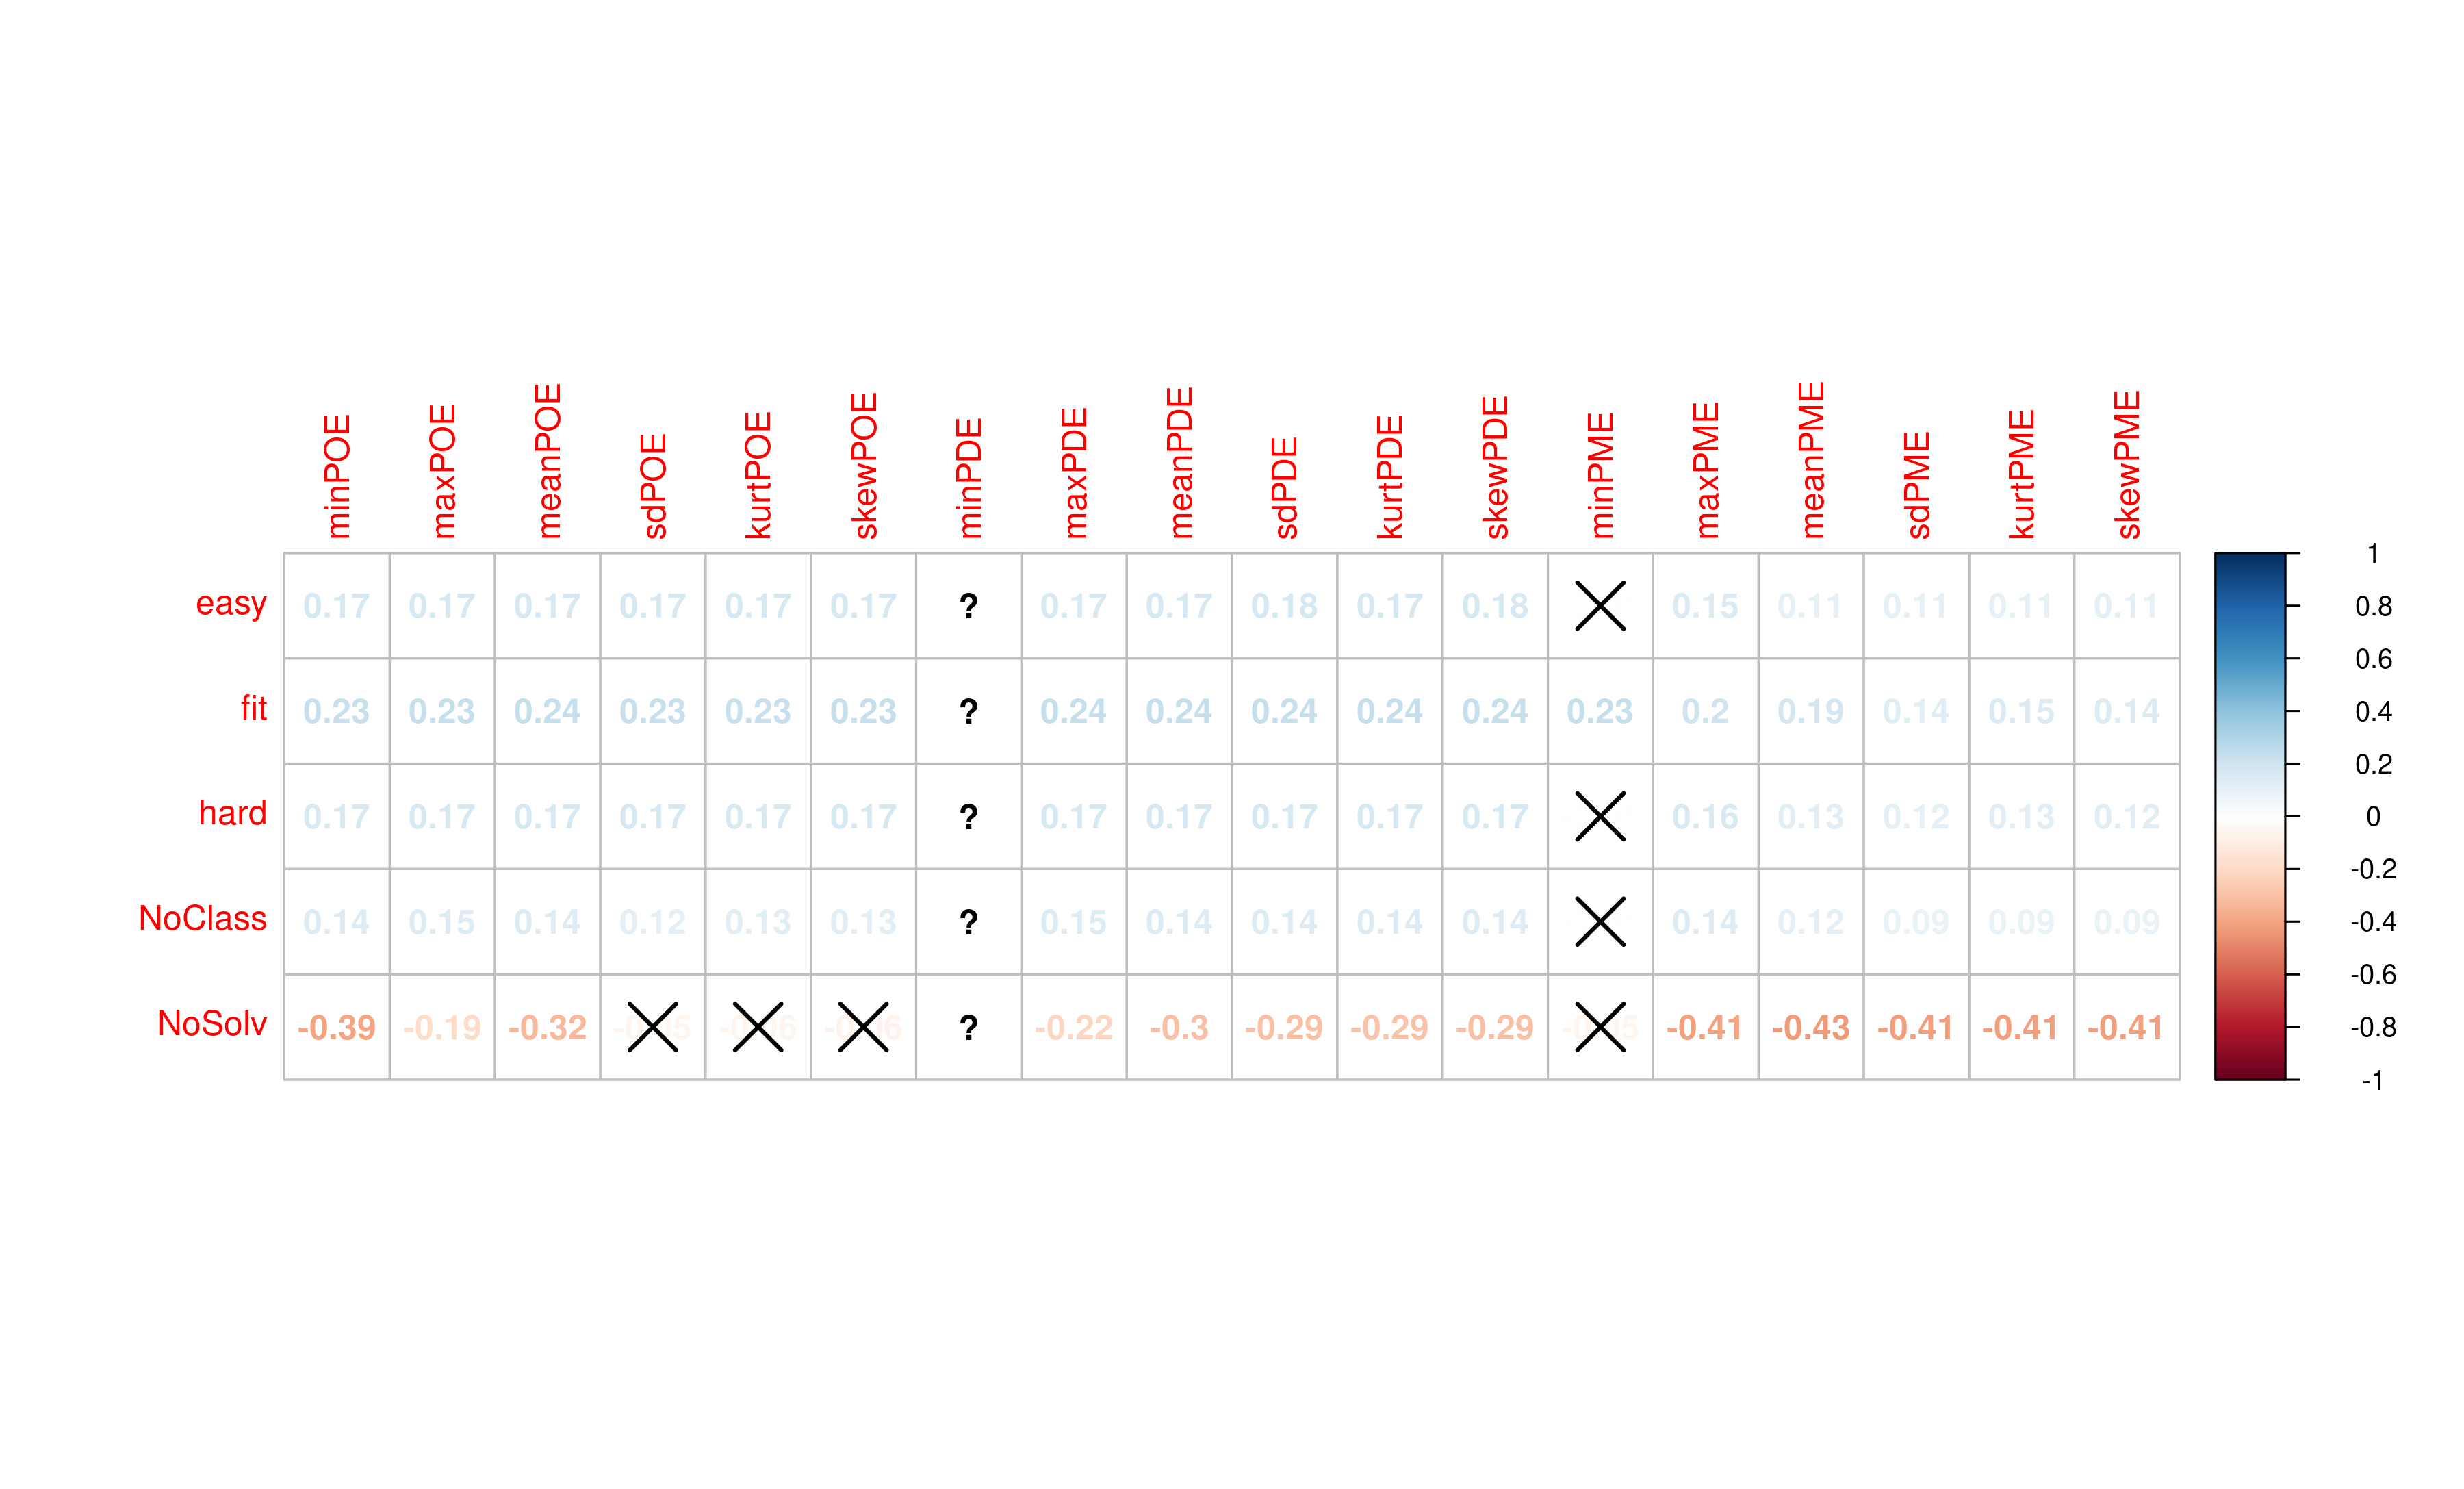 minPOE maxPOE meanPOE sdPOE kurtPOE skewPOE minPDE maxPDE meanPDE sdPDE kurtPDE skewPDE minPME maxPME meanPME sdPME kurtPME skewPME
easy 0.17 0.17 0.17 0.17 0.17 0.17 ? 0.17 0.17 0.18 0.17 0.18 0.15 0.11 0.11 0.11 0.11
fit 0.23 0.23 0.24 0.23 0.23 0.23 ? 0.24 0.24 0.24 0.24 0.24 0.23 0.2 0.19 0.14 0.15 0.14
hard 0.17 0.17 0.17 0.17 0.17 0.17 ? 0.17 0.17 0.17 0.17 0.17 0.16 0.13 0.12 0.13 0.12
NoClass 0.14 0.15 0.14 0.12 0.13 0.13 ? 0.15 0.14 0.14 0.14 0.14 0.14 0.12 0.09 0.09 0.09
NoSolv -0.39 -0.19 -0.32 ? -0.22 -0.3 -0.29 -0.29 -0.29 -0.41 -0.43 -0.41 -0.41 -0.41
1
0.8
0.6
0.4
0.2
0
-0.2
-0.4
-0.6
-0.8
-1